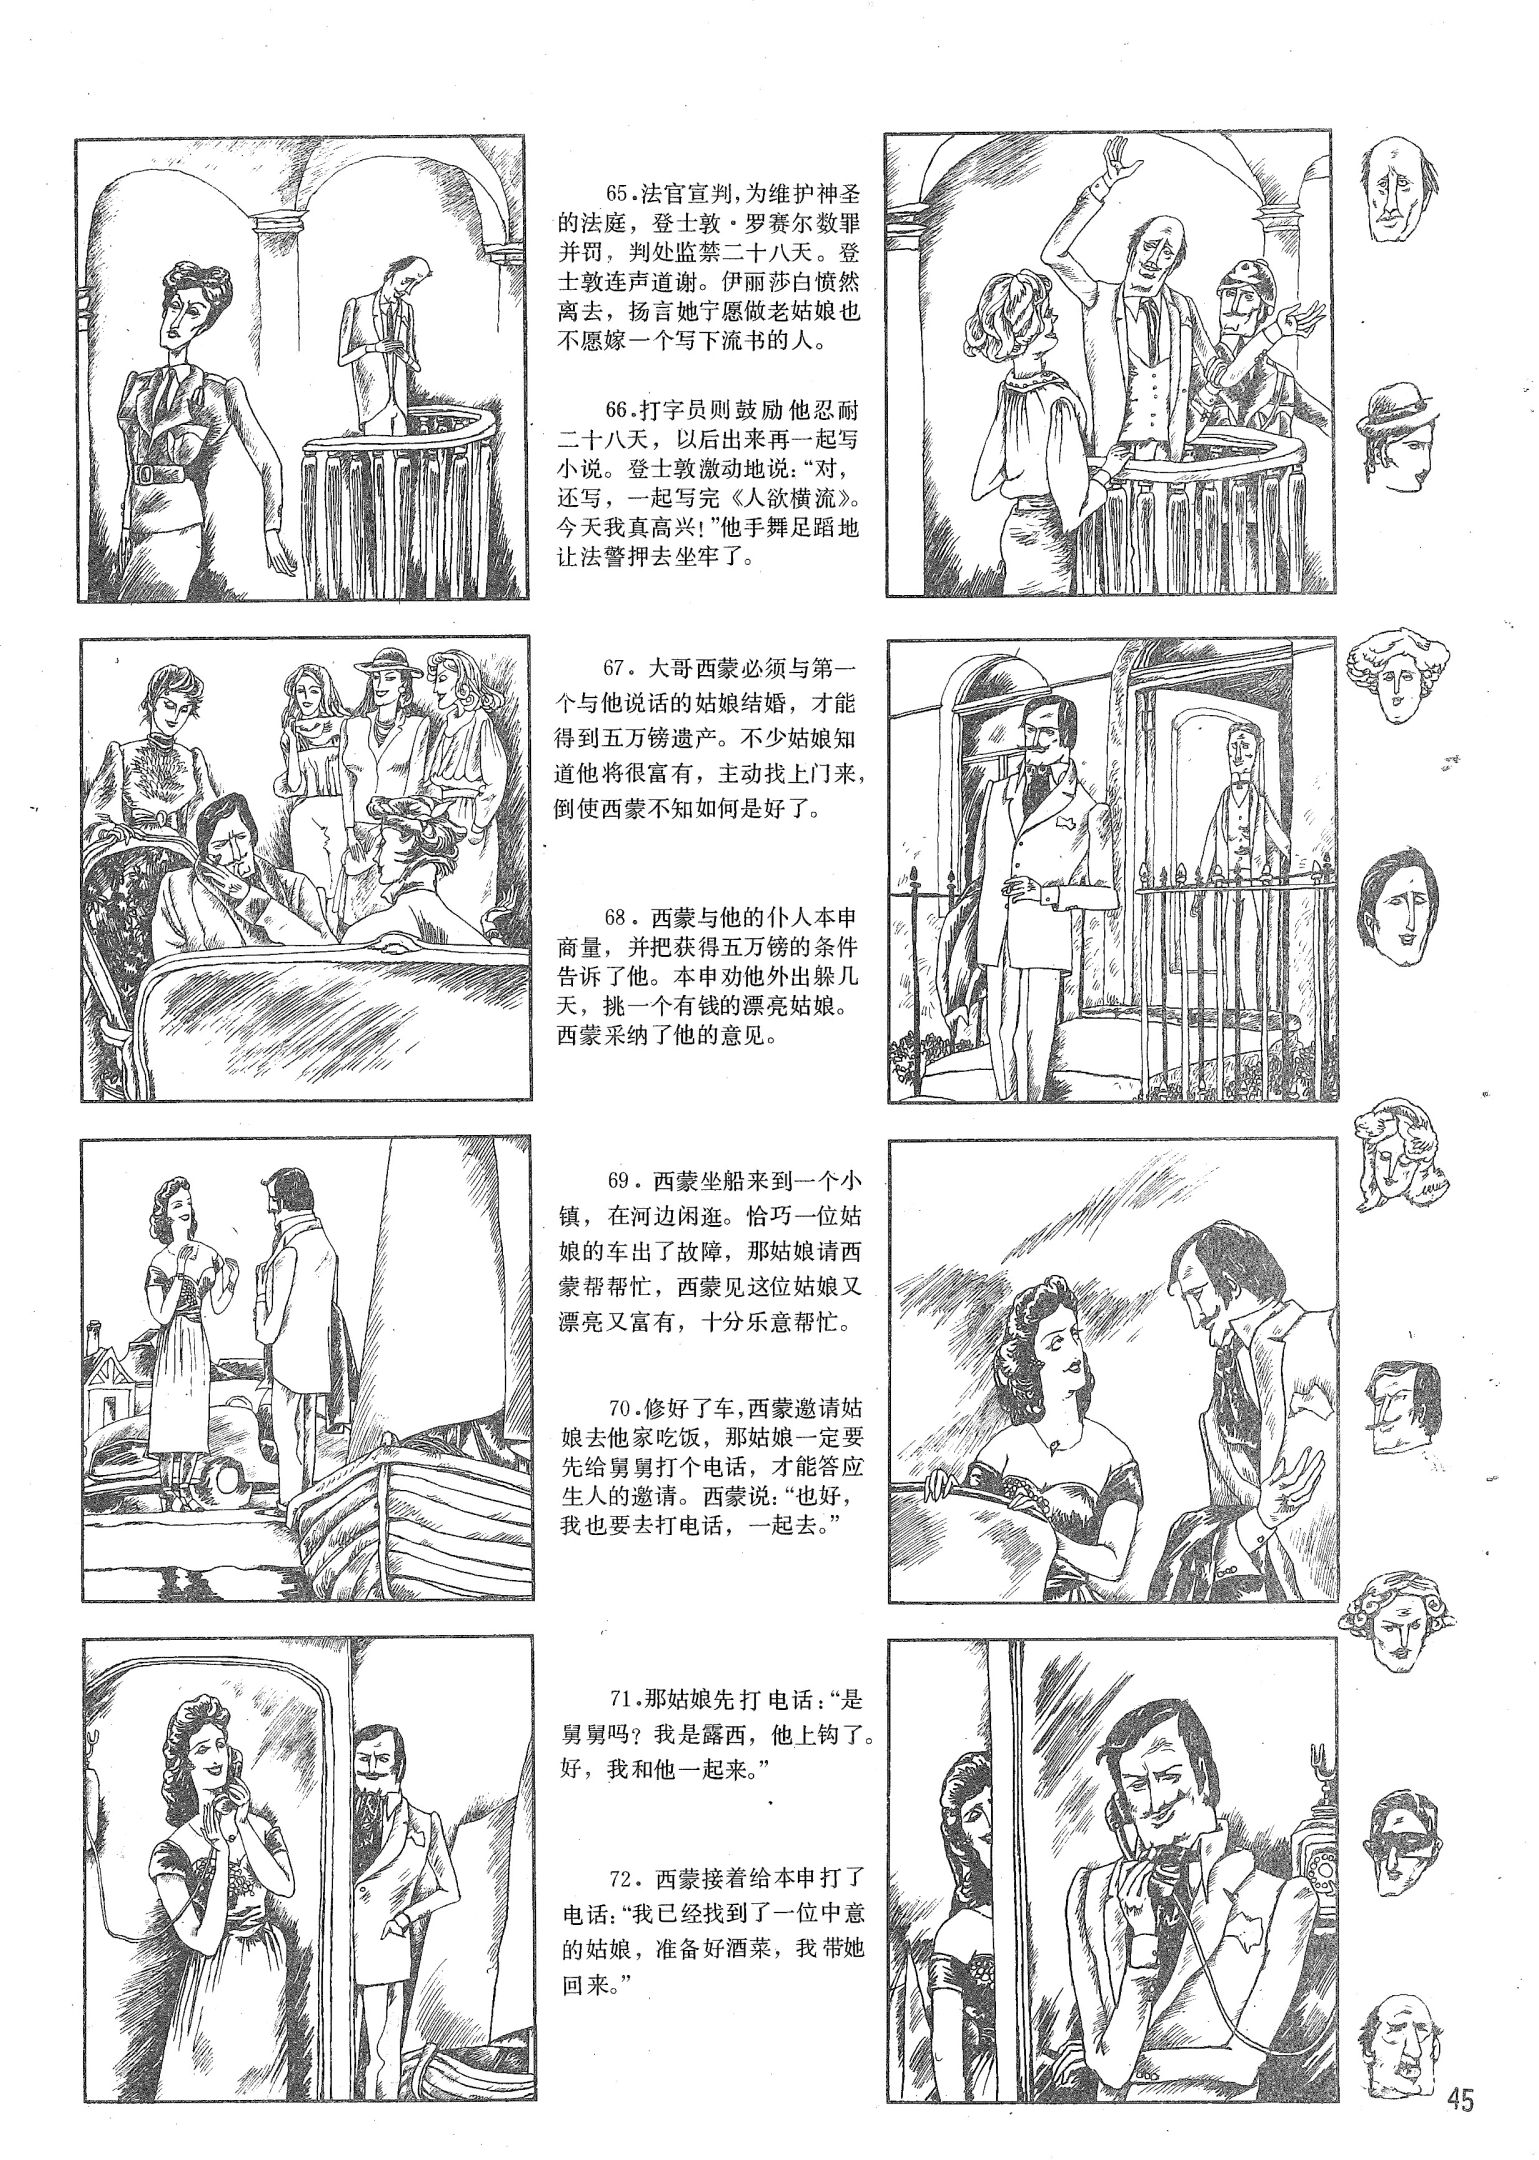 65.法官宣判,为维护神圣
的法庭，登士敦·罗赛尔数罪
并罚，判处监禁二十八天。登
士敦连声道谢。伊丽莎白愤然
离去，扬言她宁愿做老姑娘也
不愿嫁一个写下流书的人。
66.打字员则鼓励他忍耐
二十八天，以后出来再一起写
小说。登士敦激动地说：“对，
还写，一起写完《人欲横流》。
今天我真高兴！”他手舞足蹈地
让法警押去坐牢了。
67．大哥西蒙必须与第一
个与他说话的姑娘结婚，才能
得到五万镑遗产。不少姑娘知
道他将很富有，主动找上门来，
倒使西蒙不知如何是好了。
68．西蒙与他的仆人本申
商量，并把获得五万镑的条件
告诉了他。本申劝他外出躲几
天，挑一个有钱的漂亮姑娘。
西蒙采纳了他的意见。
69．西蒙坐船来到一个小
镇，在河边闲逛。恰巧一位姑
娘的车出了故障，那姑娘请西
蒙帮帮忙，西蒙见这位姑娘又
漂亮又富有，十分乐意帮忙。
70.修好了车,西蒙邀请姑
娘去他家吃饭，那姑娘一定要
先给舅舅打个电话，才能答应
生人的邀请。西蒙说：“也好，
我也要去打电话，一起去。”
71.那姑娘先打电话：“是
舅舅吗？我是露西，他上钩了。
好，我和他一起来。”
72．西蒙接着给本申打了
电话：“我已经找到了一位中意
的姑娘，准备好酒菜，我带她
回来。”
45